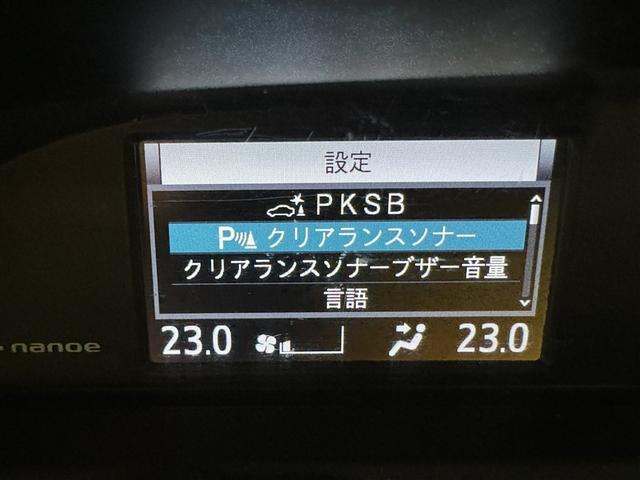 設定
PKSB
P クリアランスソナー
クリアランスソナーブザー音量
言語
23.0 23.0
nanoe